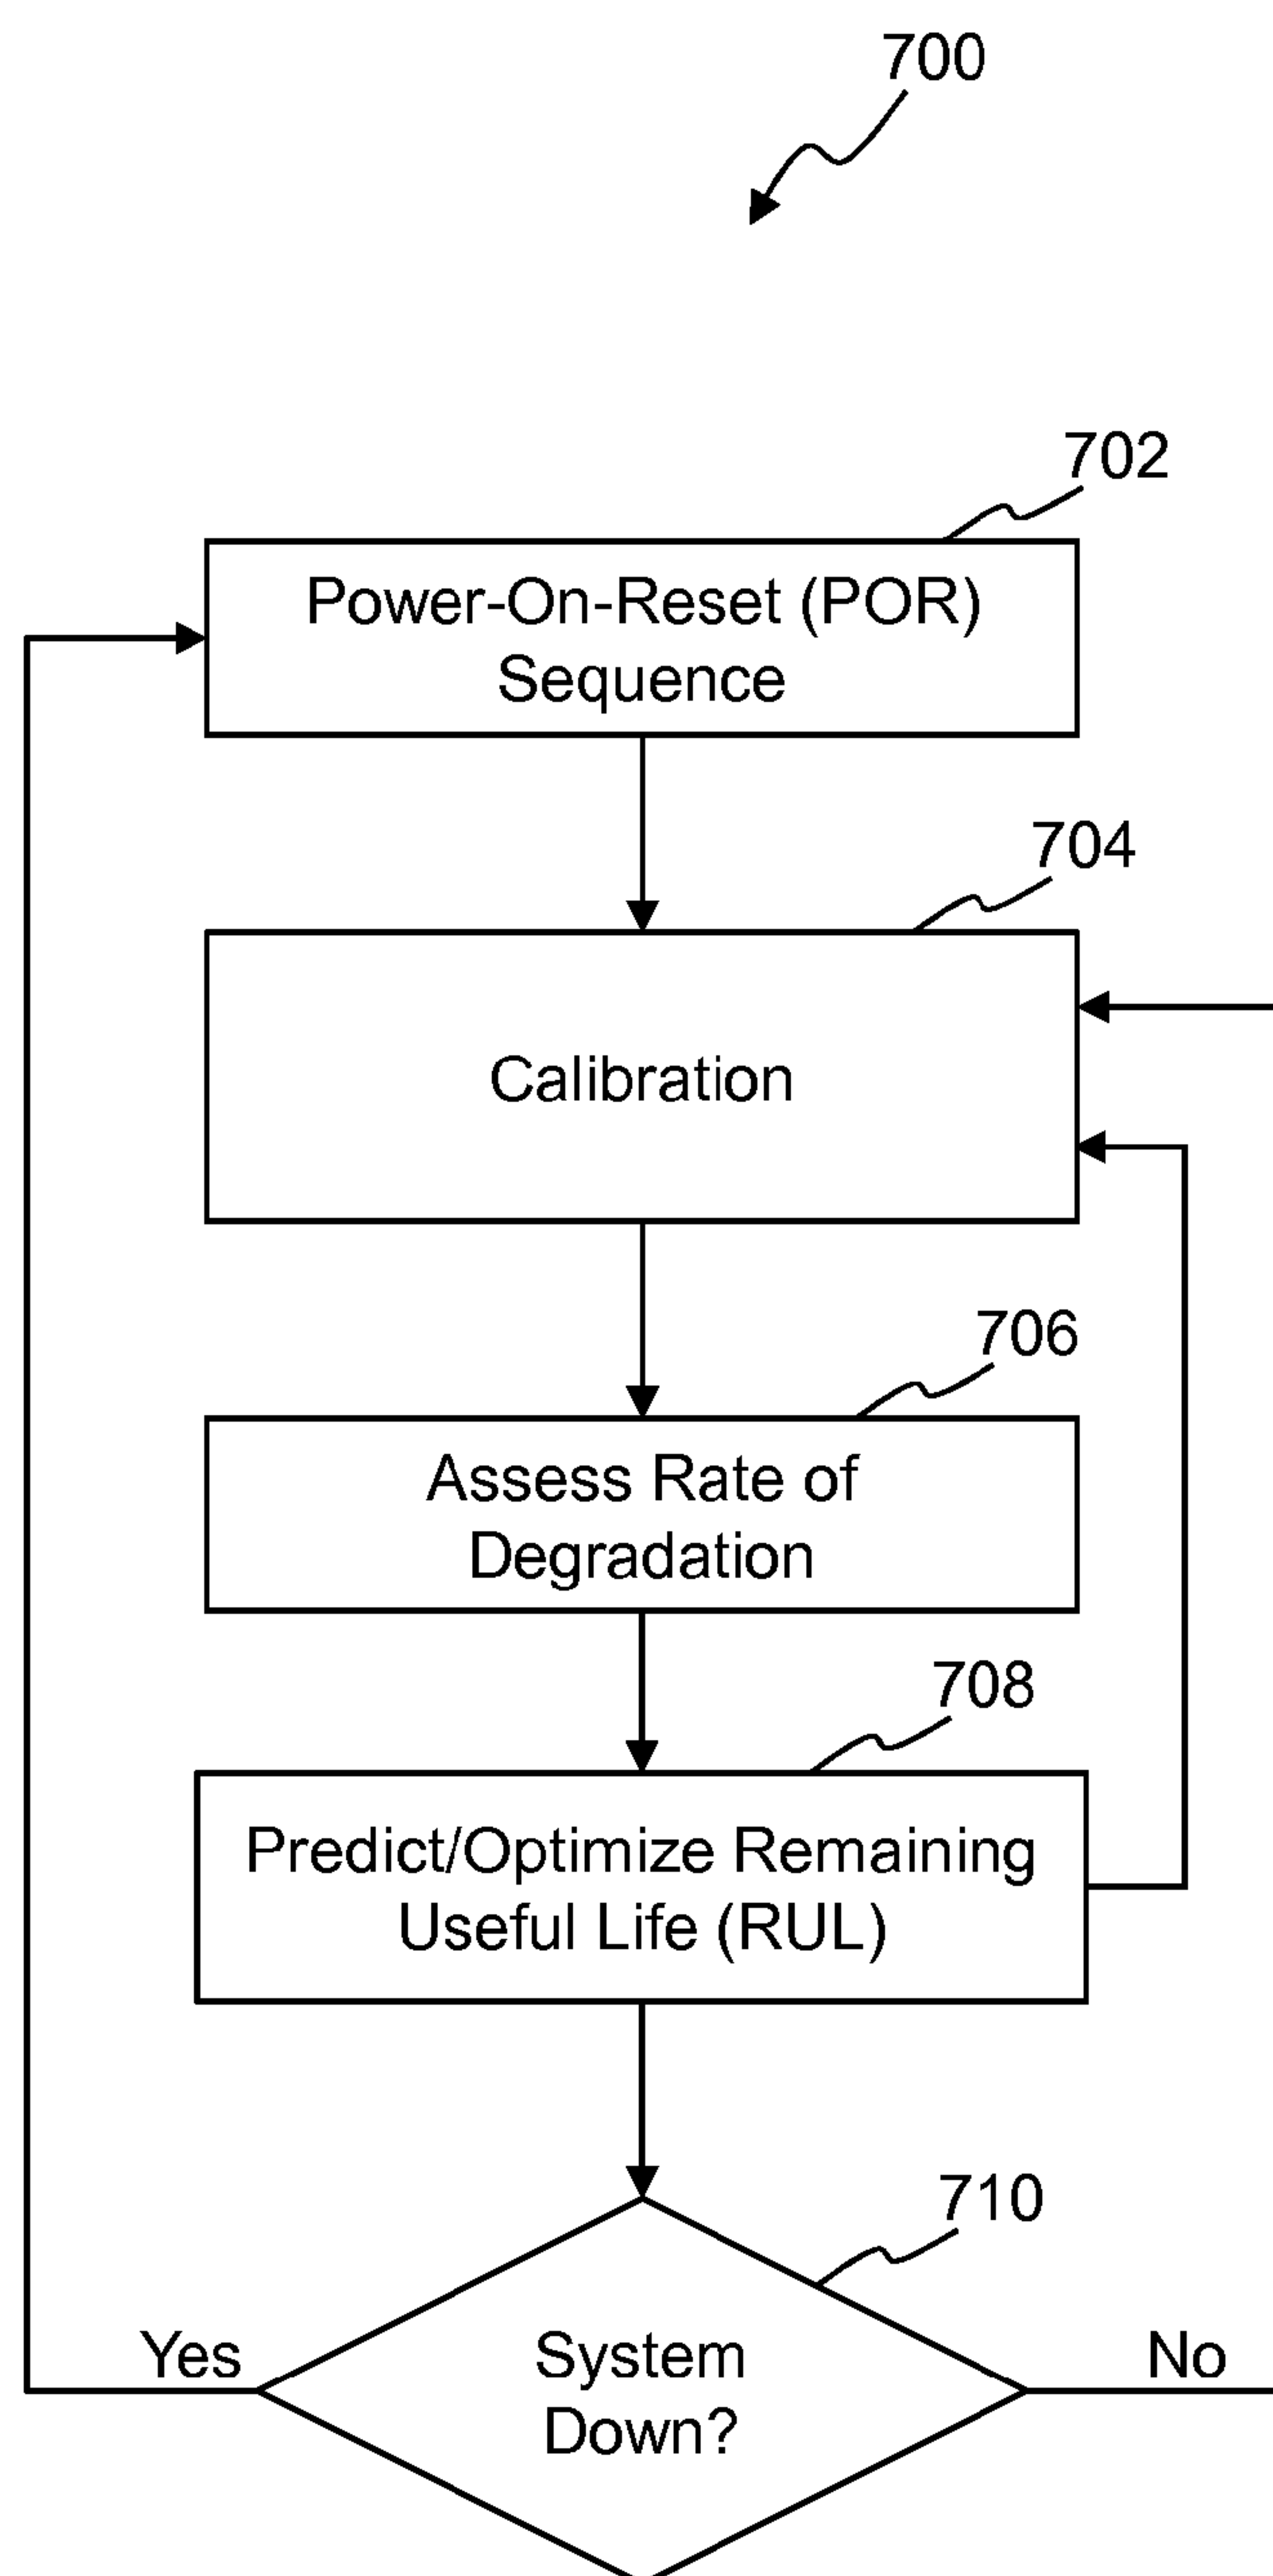 700
702
Power-On-Reset (POR)
Sequence
704
Calibration
706
Assess Rate of
Degradation
708
Predict/Optimize Remaining
Useful Life (RUL)
710
Yes
System
Down?
No